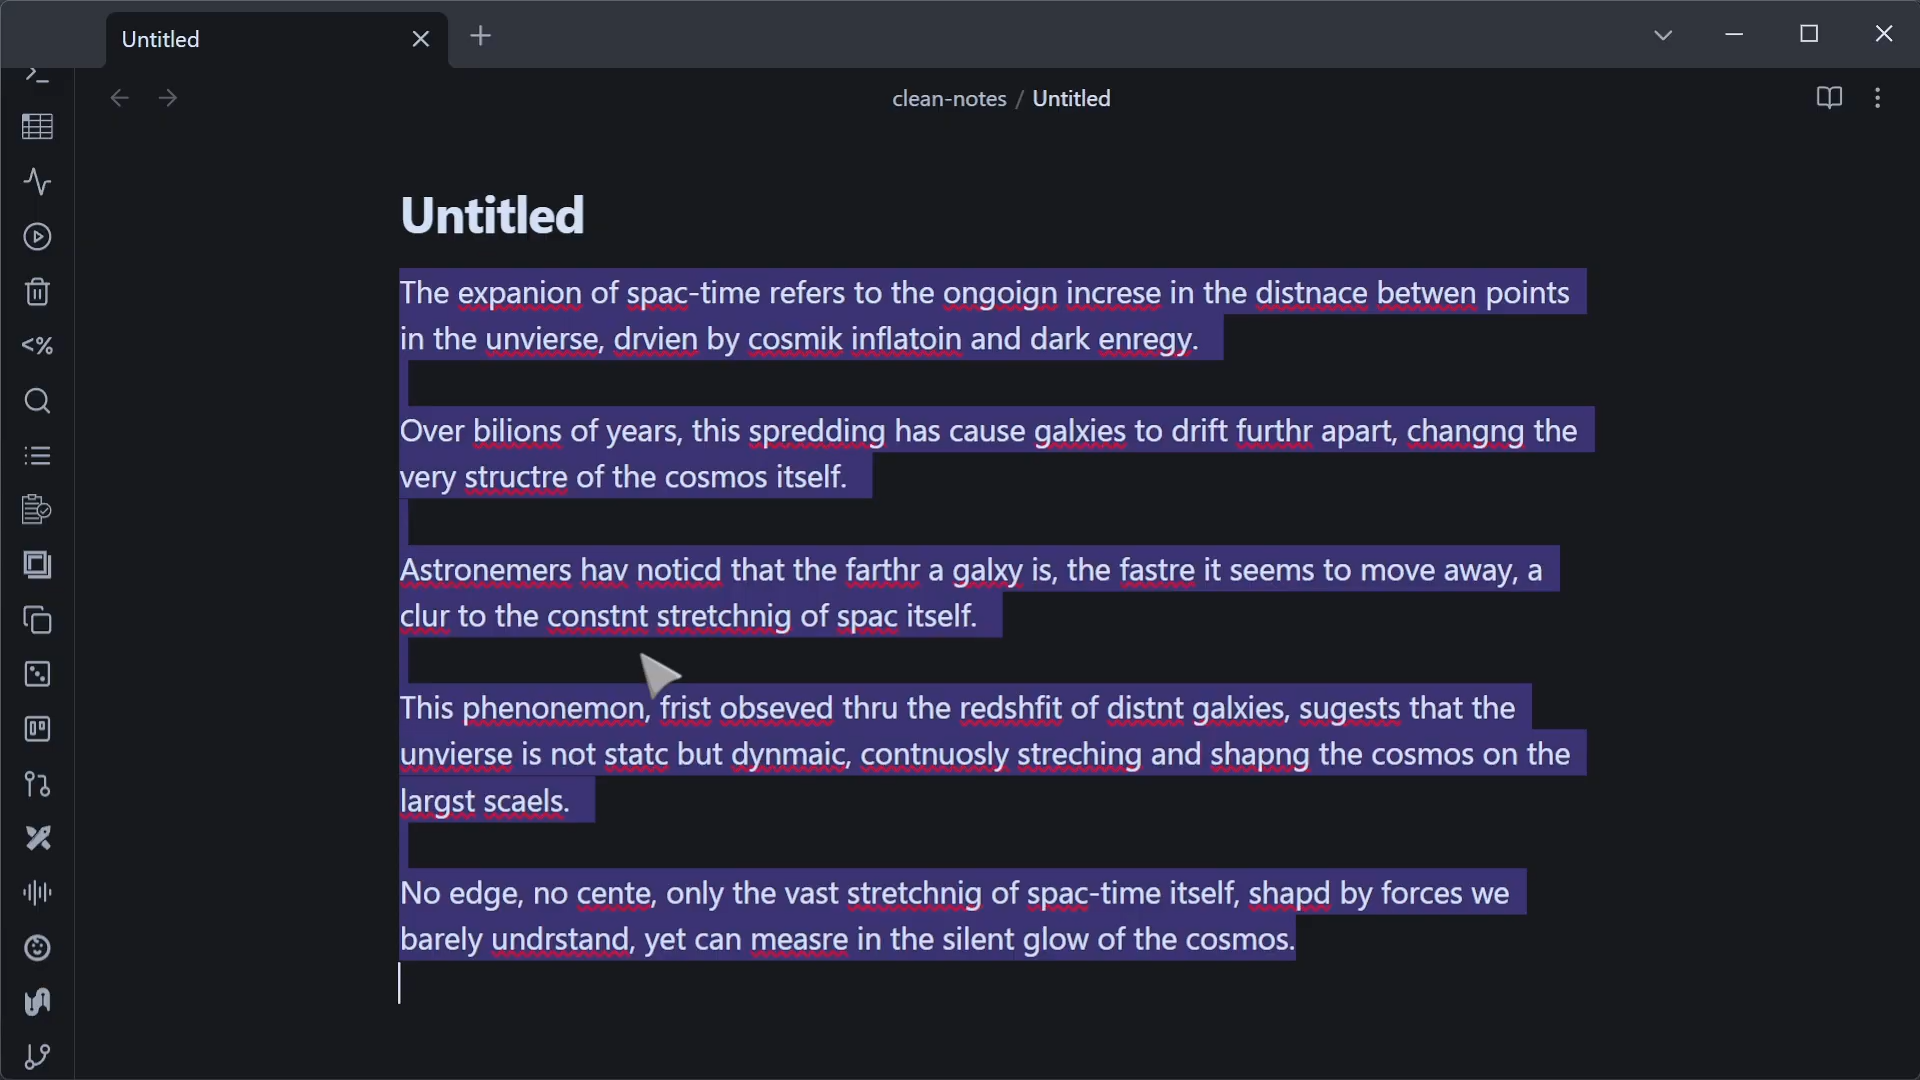 Untitled
clean-notes / Untitled
<%
Untitled
The expanion of spac-time refers to the ongoign increse in the distnace betwen points
in the unvierse, drvien by cosmik inflatoin and dark enregy.
Over bilions of years, this spredding has cause galxies to drift furthr apart, changng the
very structre of the cosmos itself.
Astronemers hav noticd that the farthr a galxy is, the fastre it seems to move away, a
clur to the constnt stretchnig of spac itself.
This phenonemon, frist obseved thru the redshfit of distnt galxies, sugests that the
unvierse is not statc but dynmaic, contnuosly streching and shapng the cosmos on the
largst scaels.
No edge, no cente, only the vast stretchnig of spac-time itself, shapd by forces we
barely undrstand, yet can measre in the silent glow of the cosmos.